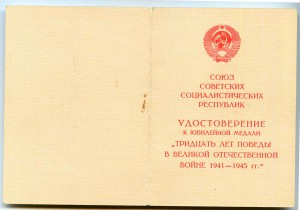 СОЮЗ
СОВЕТСКИХ
СОЦИАЛИСТИЧЕСКИХ
РЕСПУБЛИК
УДОСТОВЕРЕНИЕ
К ЮБИЛЕЙНОЙ МЕДАЛИ
„ТРИДЦАТЬ ЛЕТ ПОБЕДЫ
В ВЕЛИКОЙ ОТЕЧЕСТВЕННОЙ
ВОЙНЕ 1941—1945 гг."